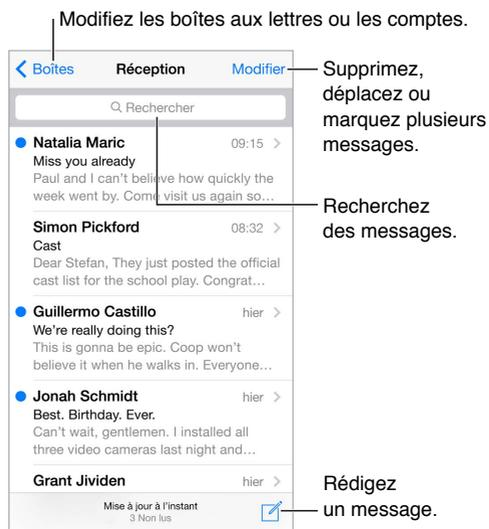 Modifiez les boîtes aux lettres ou les comptes.
Boîtes Réception Modifier
Supprimez,
déplacez ou
marquez plusieurs
messages.
Rechercher
Natalia Maric 09:15
Miss you already
Paul and I can't believe how quickly the
week went by. Come visit us again so…
Recherchez
des messages.
Simon Pickford 08:32
Cast
Dear Stefan, They just posted the official
cast list for the school play. Congrat…
Guillermo Castillo hier
We're really doing this?
This is gonna be epic. Coop won't
believe it when he walks in. Everyone…
Jonah Schmidt hier
Best. Birthday. Ever.
Can't wait, gentlemen. I installed all
three video cameras last night and…
Grant Jividen hier
Mise à jour à l'instant
3 Non lus
Rédigez
un message.